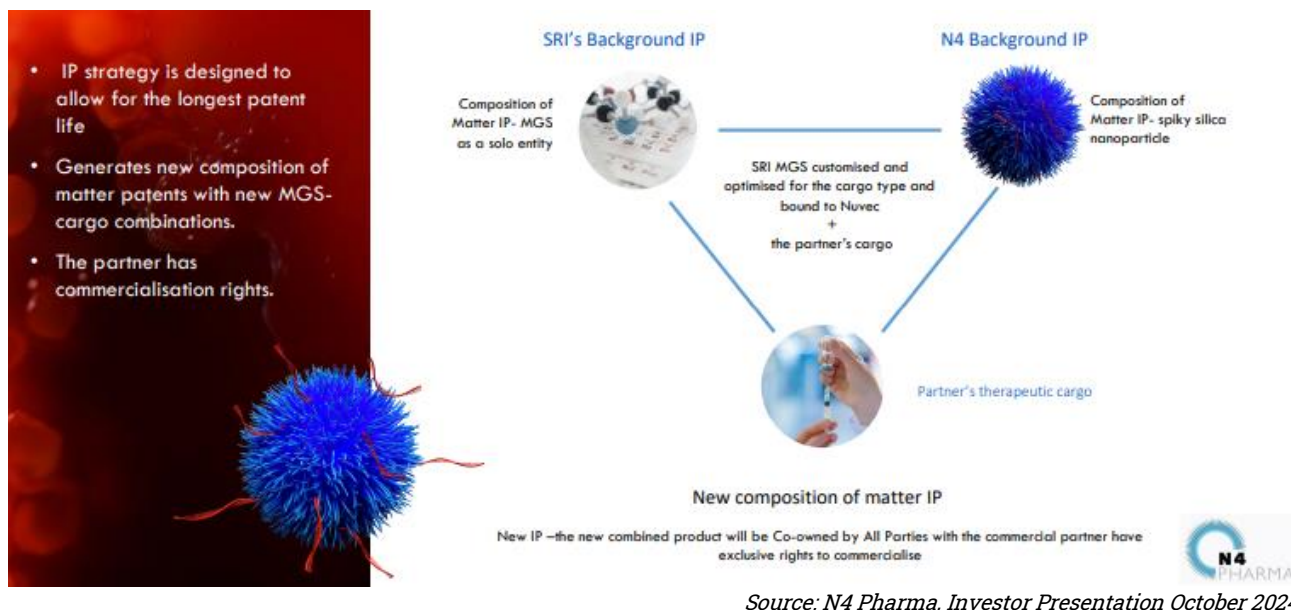 • IP strategy is designed to
allow for the longest patent
life
• Generates new composition of
matter patents with new MGS-
cargo combinations.
• The partner has
commercialisation rights.
SRI's Background IP
N4 Background IP
Composition of
Matter IP- MGS
as a solo entity
Composition of
Matter IP- spiky silica
nanoparticle
SRI MGS customised and
optimised for the cargo type and
bound to Nuvec
+
the partner's cargo
Partner's therapeutic cargo
New composition of matter IP
New IP –the new combined product will be Co-owned by All Parties with the commercial partner have
exclusive rights to commercialise
N4
PHARMA
Source: N4 Pharma, Investor Presentation October 2024